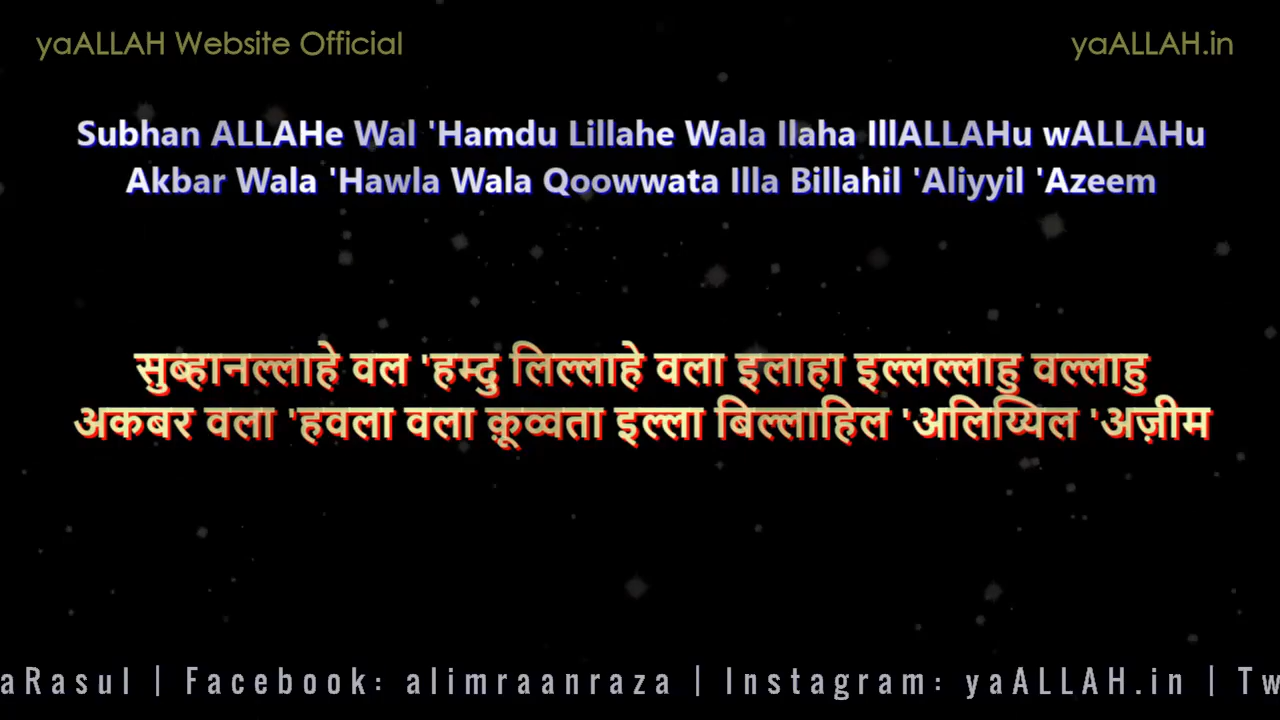 yaALLAH Website Official
yaALLAH.in
Subhan ALLAHe Wal 'Hamdu Lillahe Wala Ilaha IllALLAHu wALLAHu
Akbar Wala 'Hawla Wala Qoowwata Illa Billahil 'Aliyyil 'Azeem
सुब्हानल्लाहे वल 'हम्दु लिल्लाहे वला इलाहा इल्लल्लाहु वल्लाहु
अकबर वला 'हवला वला क़ूव्वता इल्ला बिल्लाहिल 'अलिय्यिल 'अज़ीम
aRasul | Facebook: alimraanraza | Instagram: yaALLAH.in | Tw